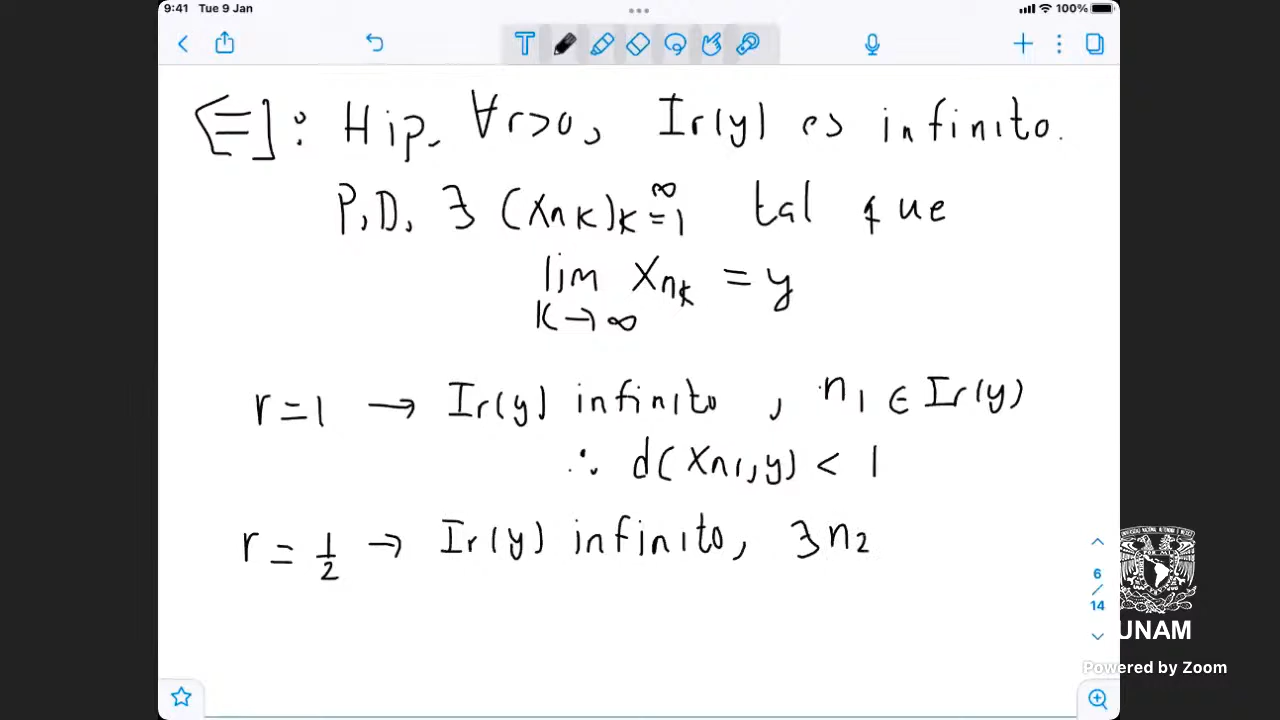 9:41 Tue 9 Jan 100%
⇐]: Hip. ∀r>0, Ir(y) es infinito.
P.D. ∃ (xnk)k=1^∞ tal que
lim xnk = y
k→∞
r=1 → Ir(y) infinito, n1 ∈ Ir(y)
∴ d(xn1,y) < 1
r=1/2 → Ir(y) infinito, ∃n2
6
/
14
UNAM
Powered by Zoom